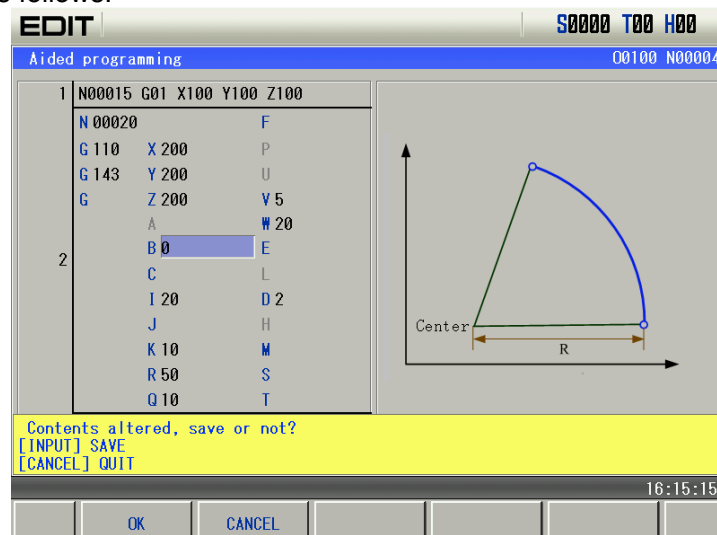 s follows:
EDIT S0000 T00 H00
Aided programming O0100 N00004
1 N00015 G01 X100 Y100 Z100
N 00020 F
G 110 X 200 P
G 143 Y 200 U
G Z 200 V 5
A W 20
2 B 0 E
C L
I 20 D 2
J H
K 10 M
R 50 S
Q 10 T
Center
R
Contents altered, save or not?
[INPUT] SAVE
[CANCEL] QUIT
16:15:15
OK CANCEL